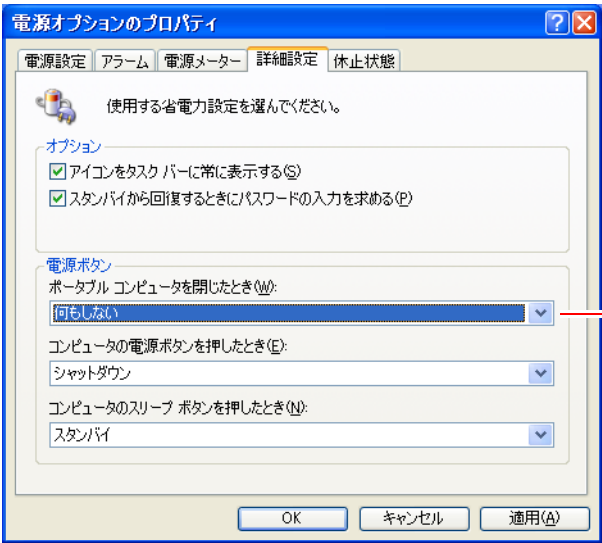 電源オプションのプロパティ
電源設定 アラーム 電源メーター 詳細設定 休止状態
使用する省電力設定を選んでください。
オプション
アイコンをタスク バーに常に表示する(S)
スタンバイから回復するときにパスワードの入力を求める(P)
電源ボタン
ポータブル コンピュータを閉じたとき(W):
何もしない
コンピュータの電源ボタンを押したとき(E):
シャットダウン
コンピュータのスリープ ボタンを押したとき(N):
スタンバイ
OK キャンセル 適用(A)